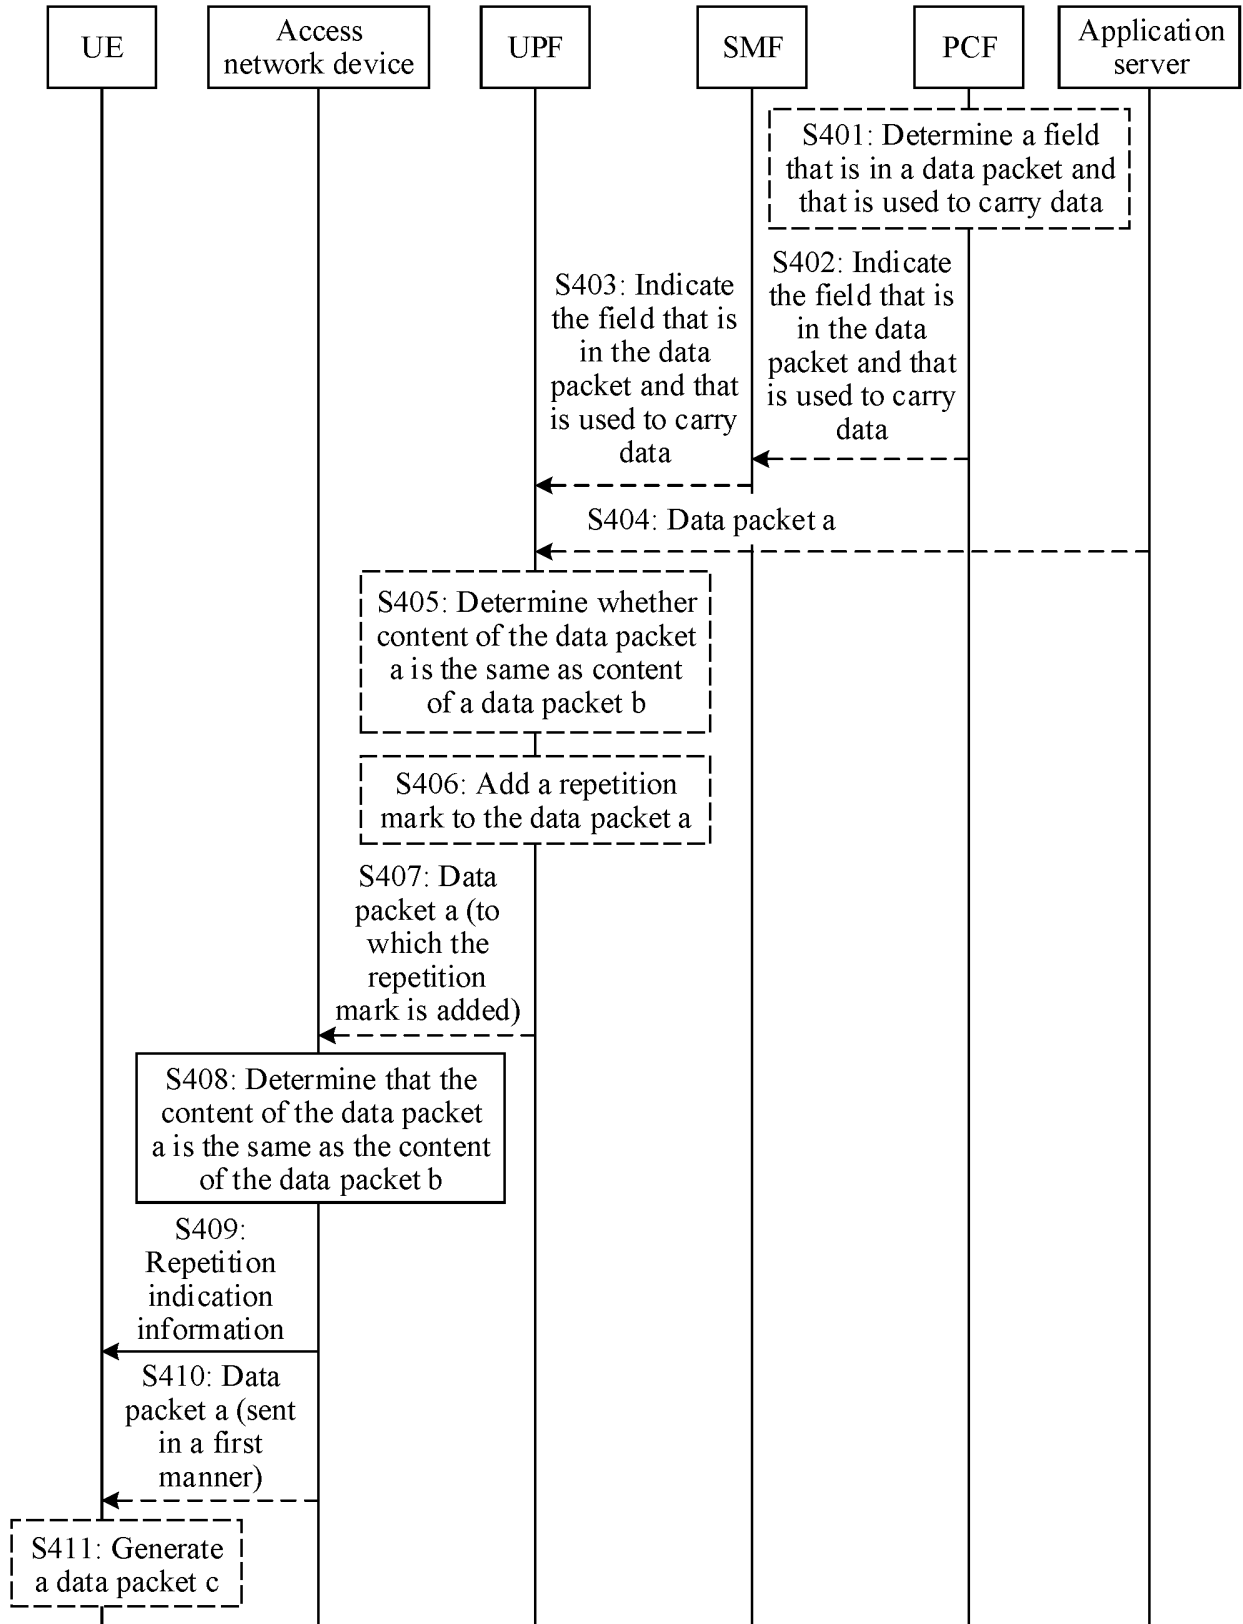 UE
Access
network device
UPF
SMF
PCF
Application
server
S401: Determine a field
that is in a data packet and
that is used to carry data
S402: Indicate
the field that is
in the data
packet and that
is used to carry
data
S403: Indicate
the field that is
in the data
packet and that
is used to carry
data
S404: Data packet a
S405: Determine whether
content of the data packet
a is the same as content
of a data packet b
S406: Add a repetition
mark to the data packet a
S407: Data
packet a (to
which the
repetition
mark is added)
S408: Determine that the
content of the data packet
a is the same as the content
of the data packet b
S409:
Repetition
indication
information
S410: Data
packet a (sent
in a first
manner)
S411: Generate
a data packet c